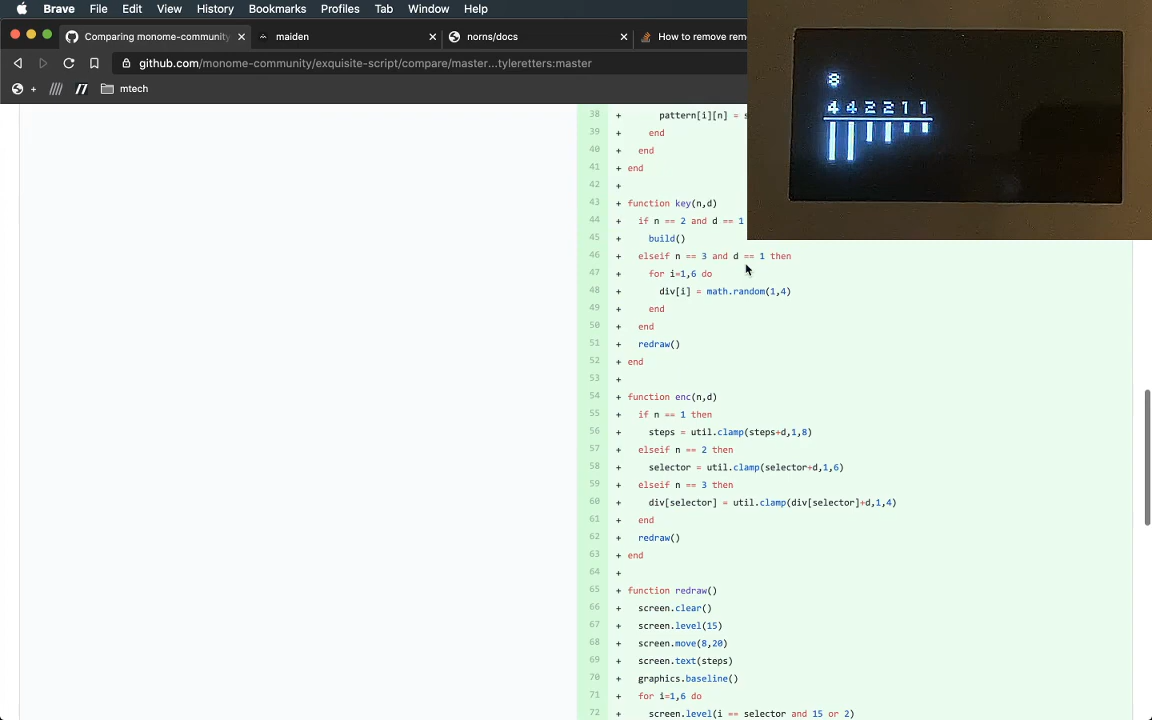 Brave File Edit View History Bookmarks Profiles Tab Window Help
Comparing monome-community
maiden
norns/docs
How to remove rem
github.com/monome-community/exquisite-script/compare/master...tyleretters:master
mtech
8
4 4 2 2 1 1
38 + pattern[i][n] = s
39 + end
40 + end
41 + end
42 +
43 + function key(n,d)
44 + if n == 2 and d == 1
45 + build()
46 + elseif n == 3 and d == 1 then
47 + for i=1,6 do
48 + div[i] = math.random(1,4)
49 + end
50 + end
51 + redraw()
52 + end
53 +
54 + function enc(n,d)
55 + if n == 1 then
56 + steps = util.clamp(steps+d,1,8)
57 + elseif n == 2 then
58 + selector = util.clamp(selector+d,1,6)
59 + elseif n == 3 then
60 + div[selector] = util.clamp(div[selector]+d,1,4)
61 + end
62 + redraw()
63 + end
64 +
65 + function redraw()
66 + screen.clear()
67 + screen.level(15)
68 + screen.move(8,20)
69 + screen.text(steps)
70 + graphics.baseline()
71 + for i=1,6 do
72 screen.level(i == selector and 15 or 2)